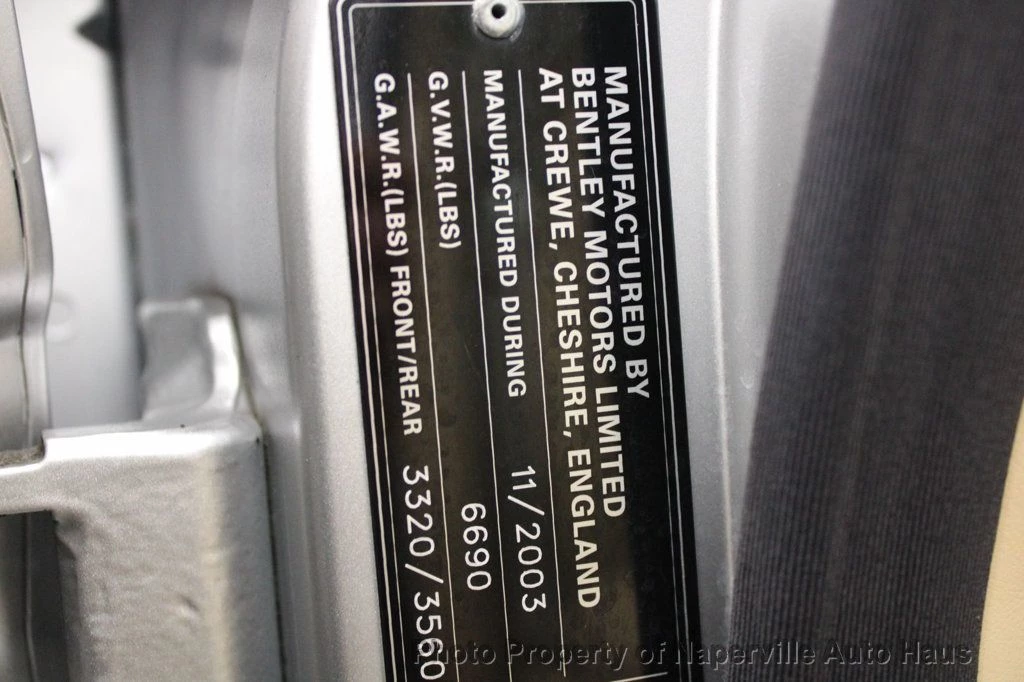 MANUFACTURED BY
BENTLEY MOTORS LIMITED
AT CREWE, CHESHIRE, ENGLAND
MANUFACTURED DURING 11/2003
G.V.W.R.(LBS) 6690
G.A.W.R.(LBS) FRONT/REAR 3320/3560
Photo Property of Naperville Auto Haus